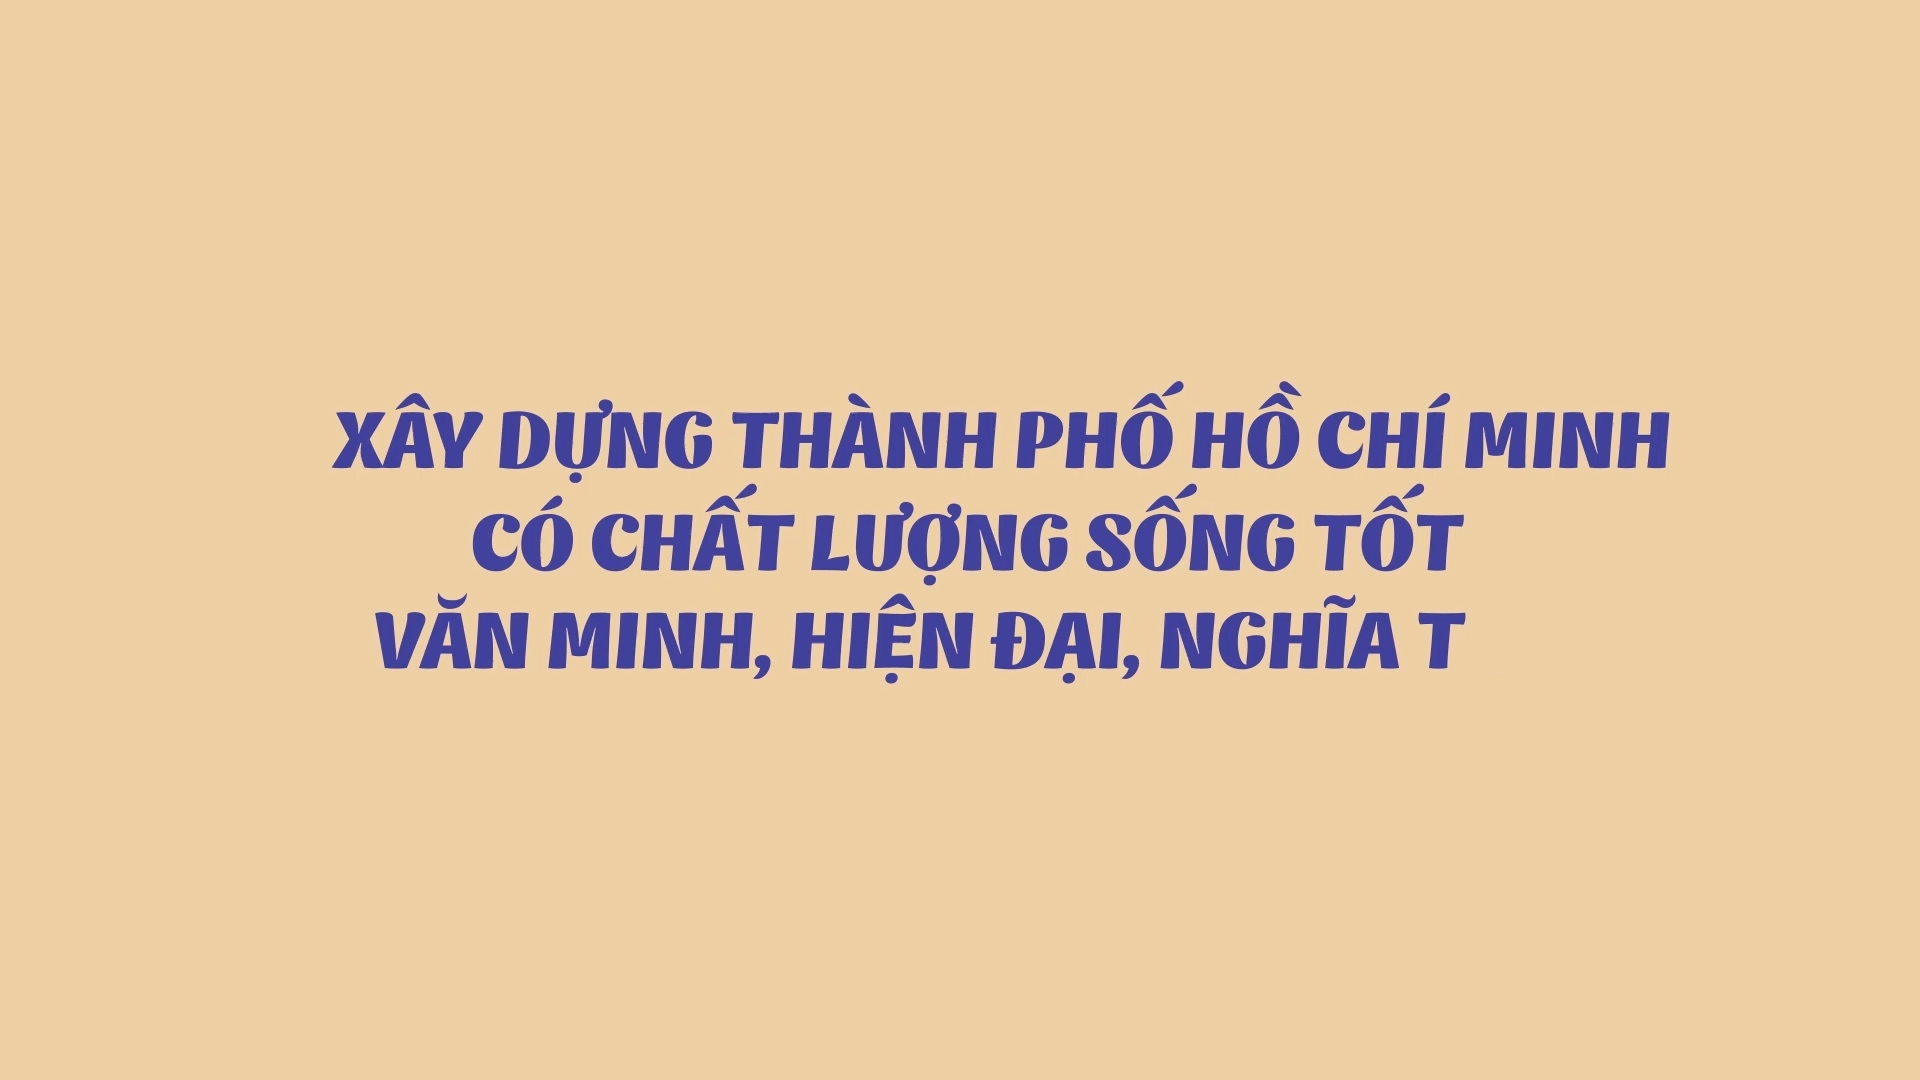 XÂY DỰNG THÀNH PHỐ HỒ CHÍ MINH
CÓ CHẤT LƯỢNG SỐNG TỐT
VĂN MINH, HIỆN ĐẠI, NGHĨA T